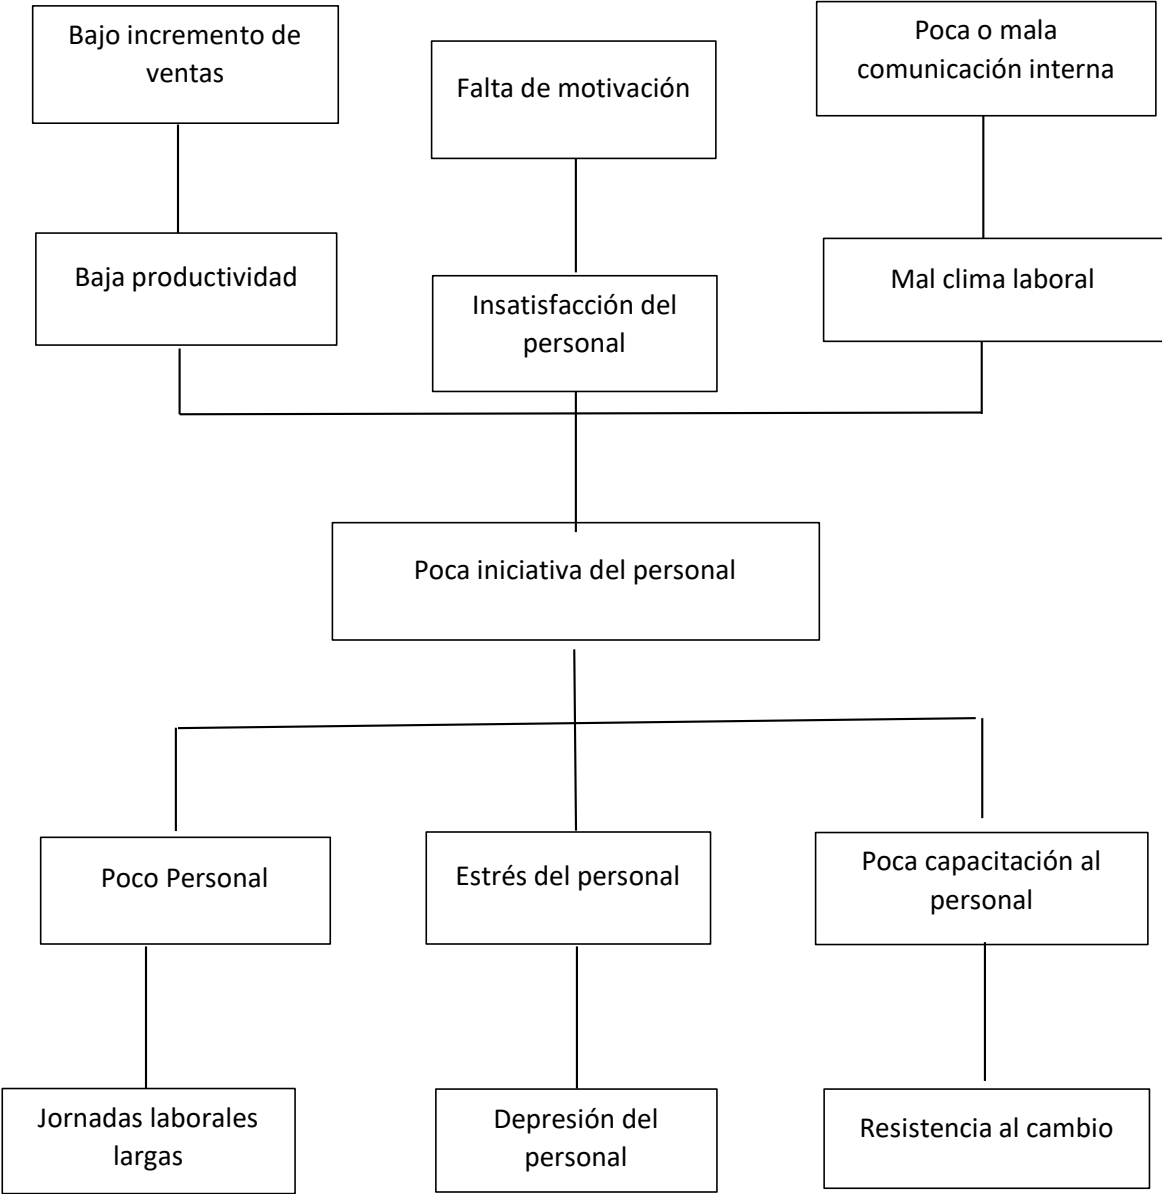 Bajo incremento de
ventas
Falta de motivación
Poca o mala
comunicación interna
Baja productividad
Insatisfacción del
personal
Mal clima laboral
Poca iniciativa del personal
Poco Personal
Estrés del personal
Poca capacitación al
personal
Jornadas laborales
largas
Depresión del
personal
Resistencia al cambio